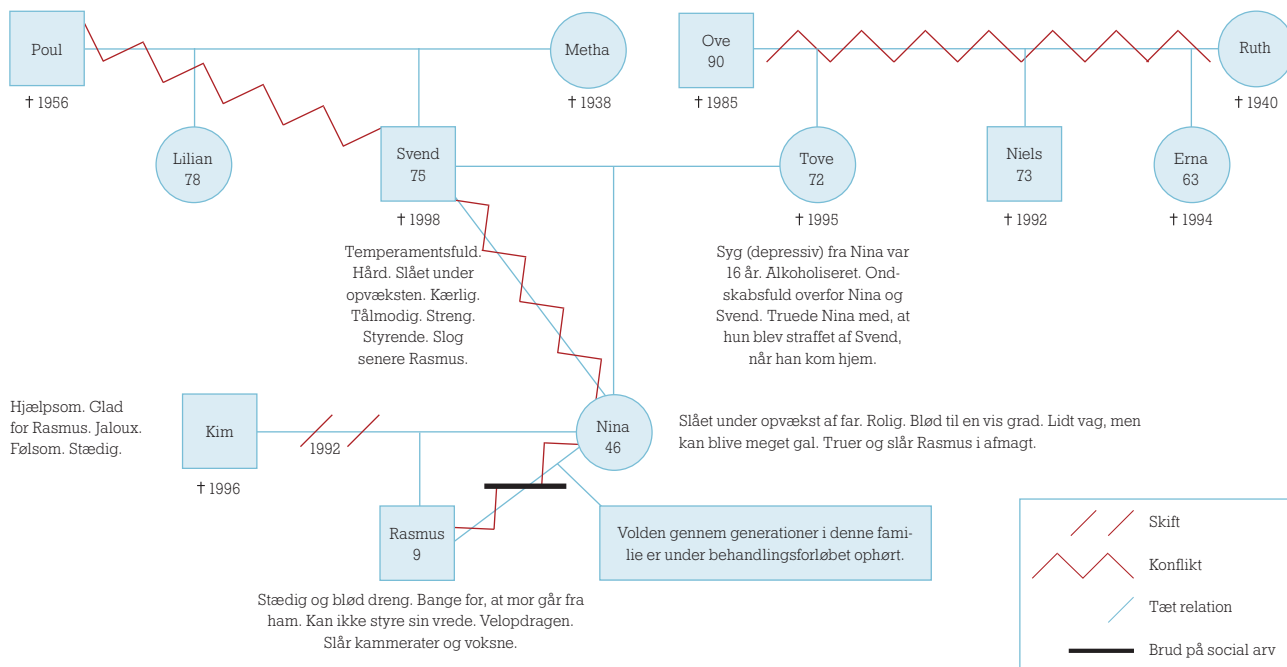 Poul
Metha
Ove
90
Ruth
† 1956
† 1938
† 1985
† 1940
Lilian
78
Svend
75
Tove
72
Niels
73
Erna
63
† 1998
† 1995
† 1992
† 1994
Temperamentsfuld.
Hård. Slået under
opvæksten. Kærlig.
Tålmodig. Streng.
Styrende. Slog
senere Rasmus.
Syg (depressiv) fra Nina var
16 år. Alkoholiseret. Ond-
skabsfuld overfor Nina og
Svend. Truede Nina med, at
hun blev straffet af Svend,
når han kom hjem.
Hjælpsom. Glad
for Rasmus. Jaloux.
Følsom. Stædig.
Kim
1992
† 1996
Nina
46
Slået under opvækst af far. Rolig. Blød til en vis grad. Lidt vag, men
kan blive meget gal. Truer og slår Rasmus i afmagt.
Rasmus
9
Volden gennem generationer i denne fami-
lie er under behandlingsforløbet ophørt.
Stædig og blød dreng. Bange for, at mor går fra
ham. Kan ikke styre sin vrede. Velopdragen.
Slår kammerater og voksne.
Skift
Konflikt
Tæt relation
Brud på social arv